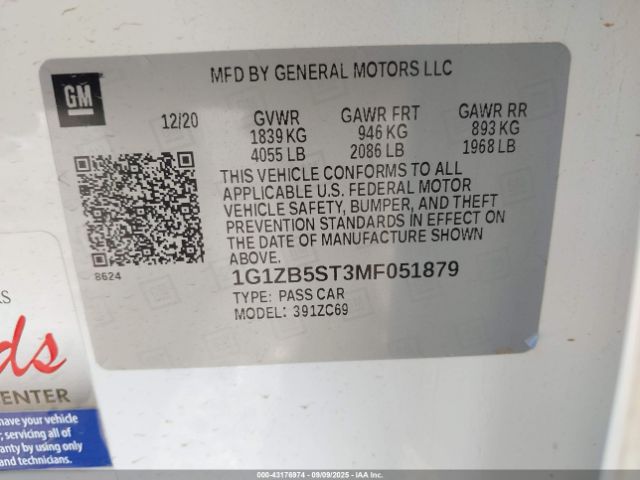 MFD BY GENERAL MOTORS LLC
GM
12/20
GVWR GAWR FRT GAWR RR
1839 KG 946 KG 893 KG
4055 LB 2086 LB 1968 LB
THIS VEHICLE CONFORMS TO ALL
APPLICABLE U.S. FEDERAL MOTOR
VEHICLE SAFETY, BUMPER, AND THEFT
PREVENTION STANDARDS IN EFFECT ON
THE DATE OF MANUFACTURE SHOWN
ABOVE.
8624
1G1ZB5ST3MF051879
TYPE: PASS CAR
MODEL: 391ZC69
RS
ds
CENTER
have your vehicle
, servicing all of
ranty by using only
and technicians.
000-43176974 - 09/09/2025 - IAA Inc.